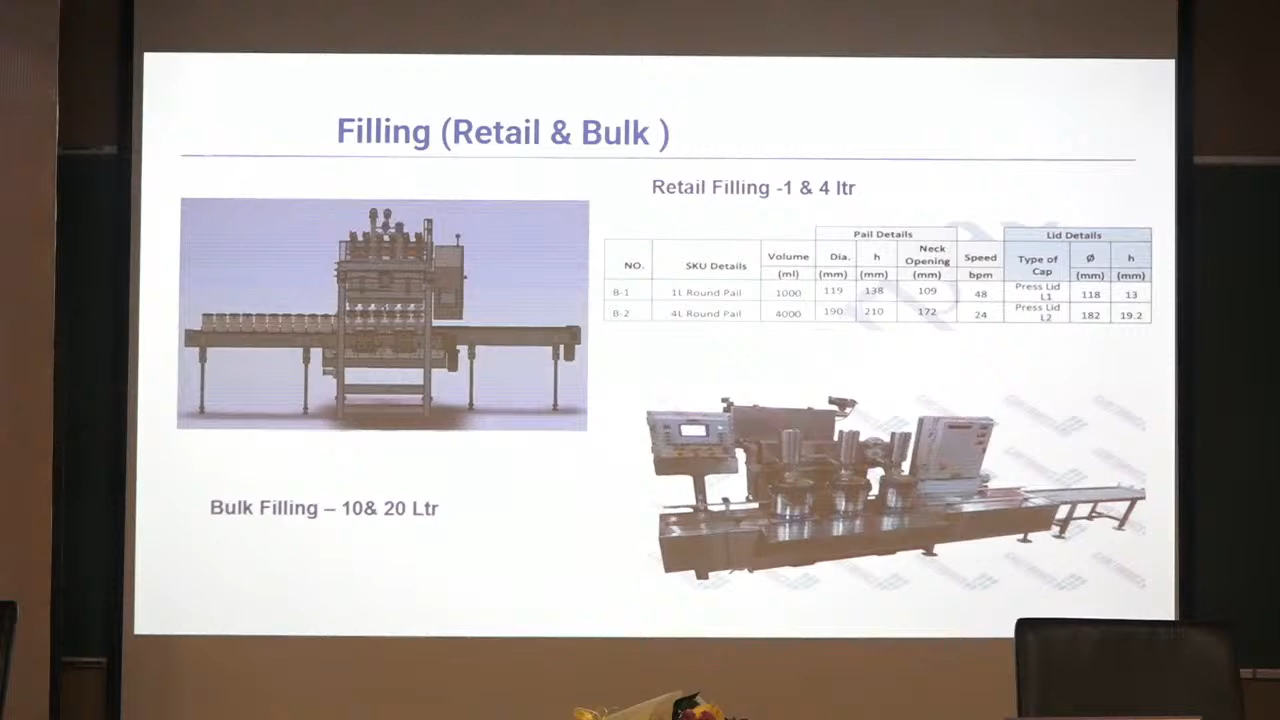 Filling (Retail & Bulk )
Retail Filling -1 & 4 ltr
Pail Details Lid Details
NO. SKU Details Volume (ml) Dia. (mm) h (mm) Neck Opening (mm) Speed bpm Type of Cap Ø (mm) h (mm)
B-1 1L Round Pail 1000 119 138 109 48 Press Lid L1 118 13
B-2 4L Round Pail 4000 190 210 172 24 Press Lid L2 182 19.2
Bulk Filling – 10& 20 Ltr